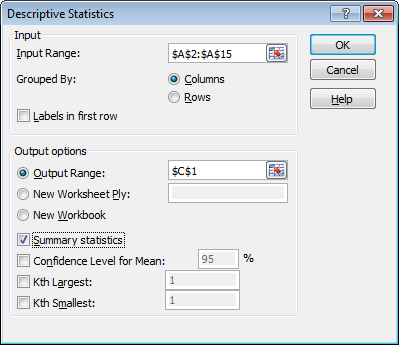 Descriptive Statistics
?
Input
Input Range: $A$2:$A$15
Grouped By: Columns
Rows
Labels in first row
OK
Cancel
Help
Output options
Output Range: $C$1
New Worksheet Ply:
New Workbook
Summary statistics
Confidence Level for Mean: 95 %
Kth Largest: 1
Kth Smallest: 1